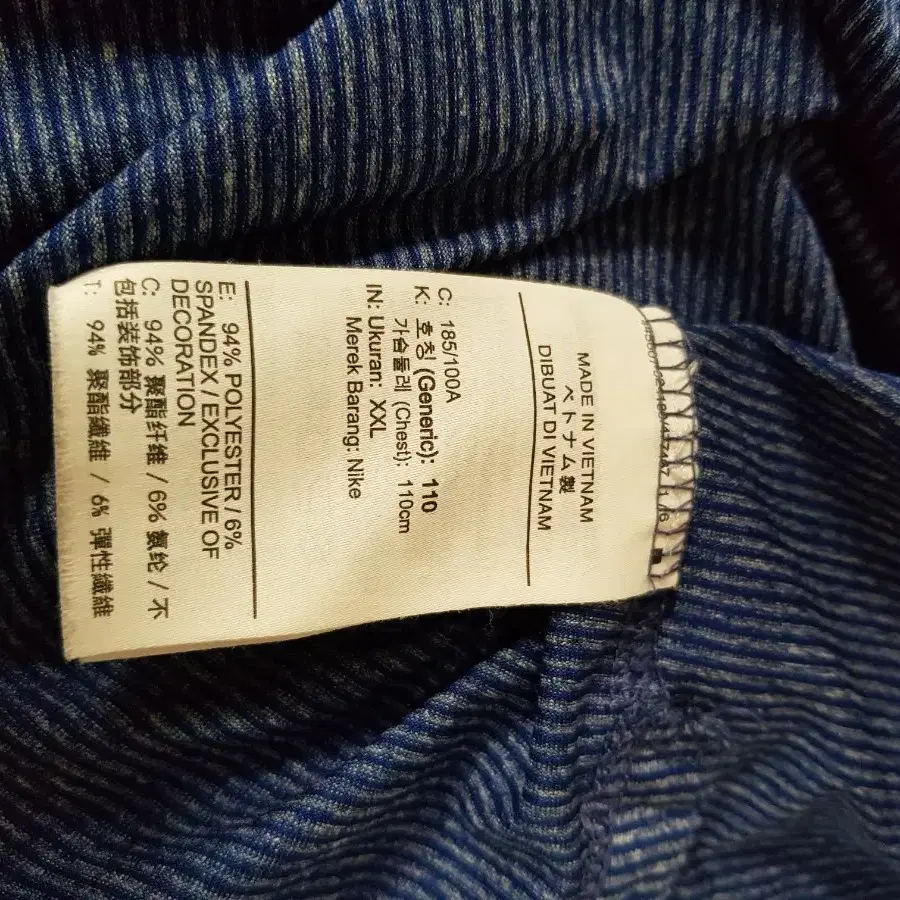 MADE IN VIETNAM
ベトナム製
DIBUAT DI VIETNAM
C: 185/100A
K: 호칭 (Generic): 110
가슴둘레 (Chest): 110cm
IN: Ukuran: XXL
Merek Barang: Nike
E: 94% POLYESTER / 6%
SPANDEX / EXCLUSIVE OF
DECORATION
C: 94% 聚酯纤维 / 6% 氨纶 / 不
包括装饰部分
T: 94% 聚酯纖維 / 6% 彈性纖維